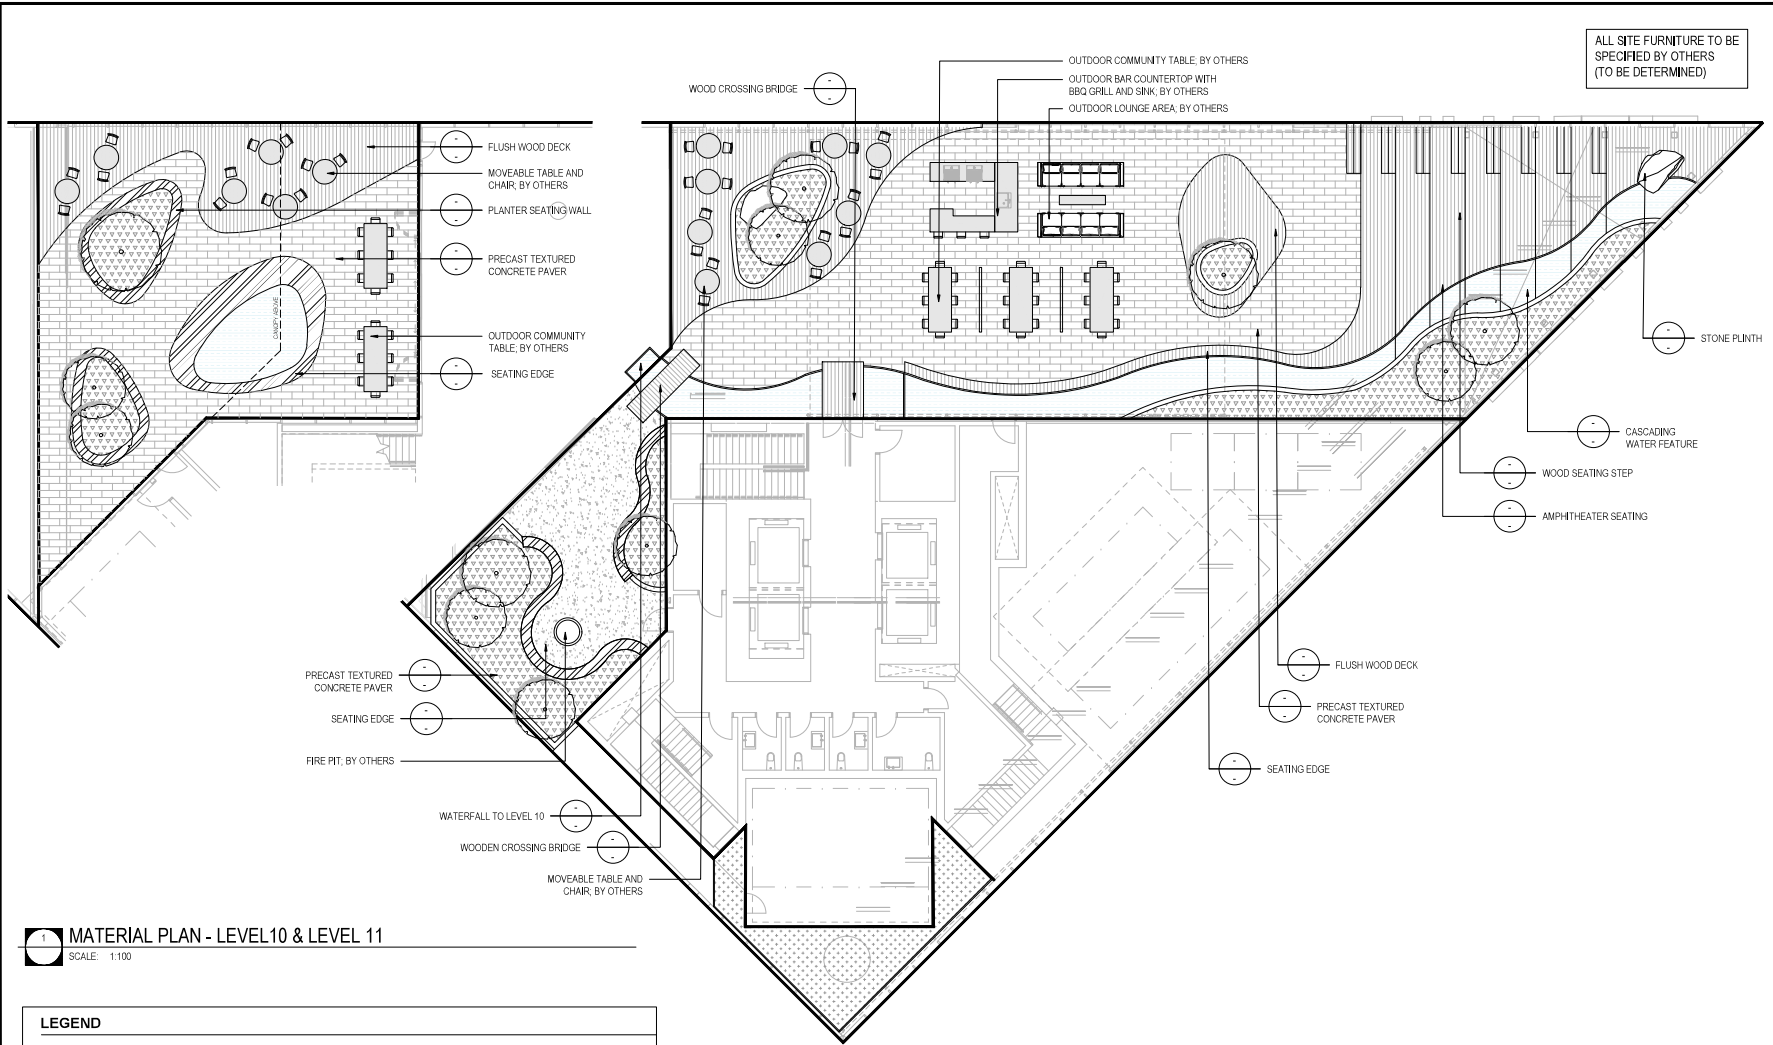 ALL SITE FURNITURE TO BE
SPECIFIED BY OTHERS
(TO BE DETERMINED)
OUTDOOR COMMUNITY TABLE; BY OTHERS
OUTDOOR BAR COUNTERTOP WITH
BBQ GRILL AND SINK; BY OTHERS
OUTDOOR LOUNGE AREA; BY OTHERS
WOOD CROSSING BRIDGE
FLUSH WOOD DECK
MOVEABLE TABLE AND
CHAIR; BY OTHERS
PLANTER SEATING WALL
PRECAST TEXTURED
CONCRETE PAVER
CANOPY ABOVE
OUTDOOR COMMUNITY
TABLE; BY OTHERS
SEATING EDGE
STONE PLINTH
CASCADING
WATER FEATURE
WOOD SEATING STEP
AMPHITHEATER SEATING
FLUSH WOOD DECK
PRECAST TEXTURED
CONCRETE PAVER
SEATING EDGE
PRECAST TEXTURED
CONCRETE PAVER
SEATING EDGE
FIRE PIT; BY OTHERS
WATERFALL TO LEVEL 10
WOODEN CROSSING BRIDGE
MOVEABLE TABLE AND
CHAIR; BY OTHERS
1
MATERIAL PLAN - LEVEL10 & LEVEL 11
SCALE: 1:100
LEGEND